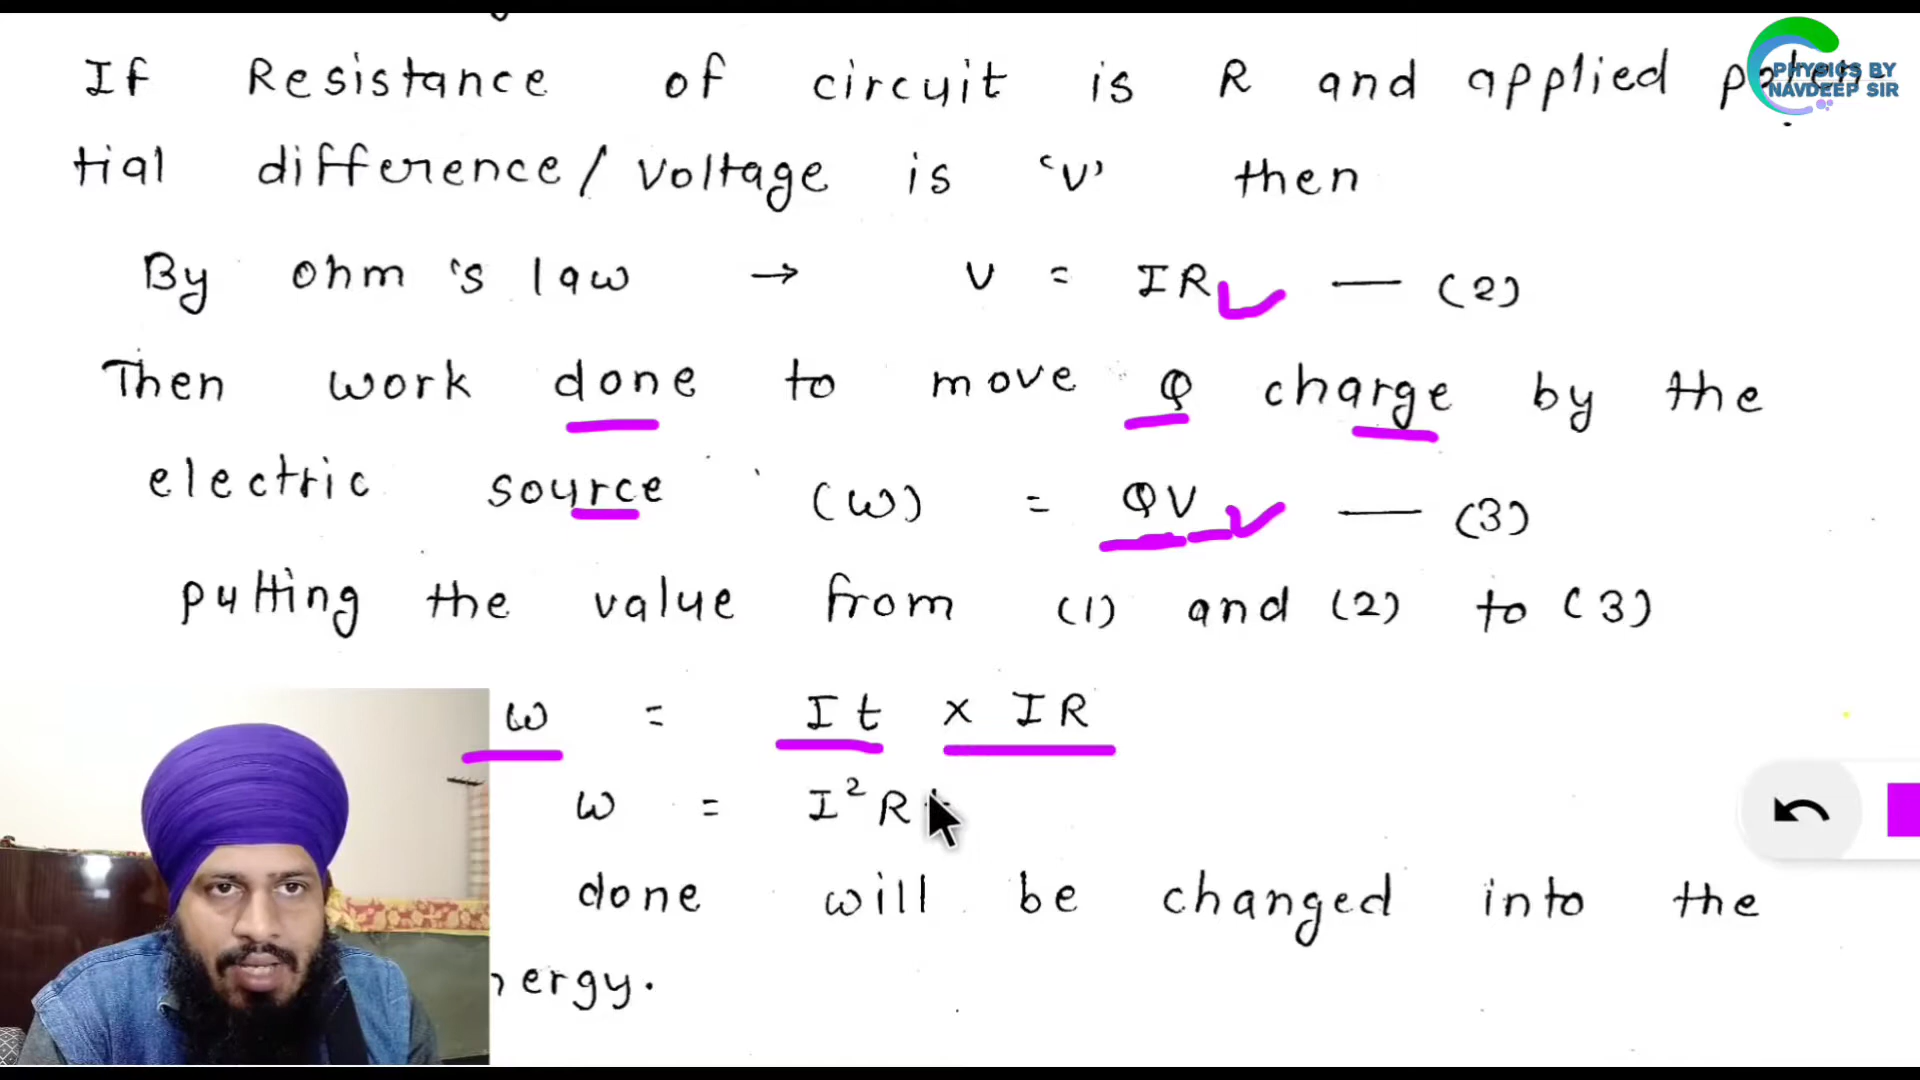 If Resistance of circuit is R and applied poten-
tial difference/voltage is 'V' then
By ohm's law → V = IR — (2)
Then work done to move Q charge by the
electric source (W) = QV — (3)
putting the value from (1) and (2) to (3)
W = It x IR
W = I²R
done will be changed into the
nergy.
PHYSICS BY
NAVDEEP SIR